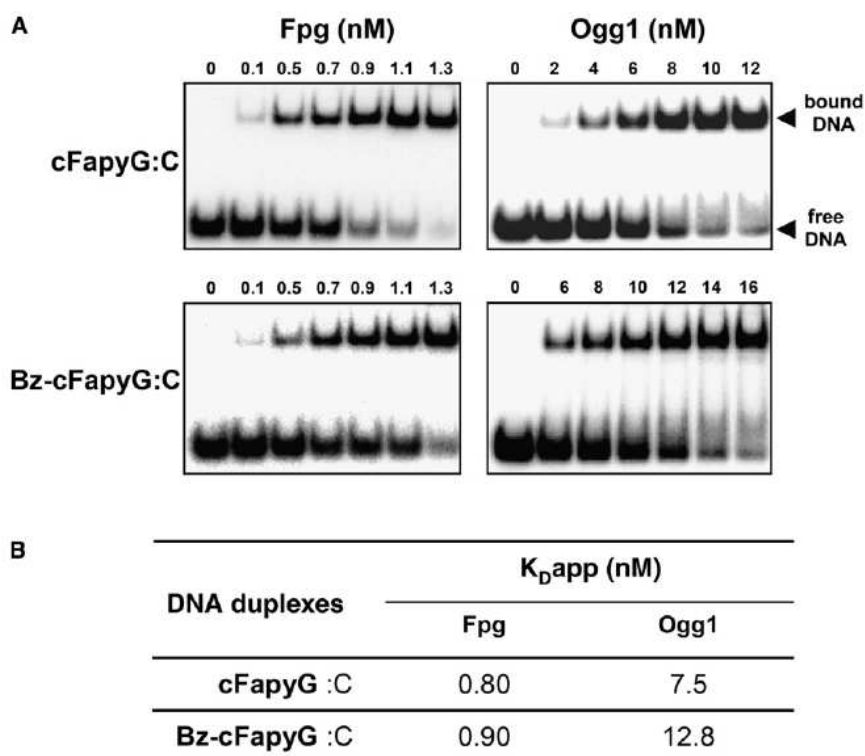 A
Fpg (nM) Ogg1 (nM)
0 0.1 0.5 0.7 0.9 1.1 1.3 0 2 4 6 8 10 12
bound
DNA
cFapyG:C
free
DNA
0 0.1 0.5 0.7 0.9 1.1 1.3 0 6 8 10 12 14 16
Bz-cFapyG:C
B
K_Dapp (nM)
DNA duplexes
Fpg Ogg1
cFapyG :C 0.80 7.5
Bz-cFapyG :C 0.90 12.8